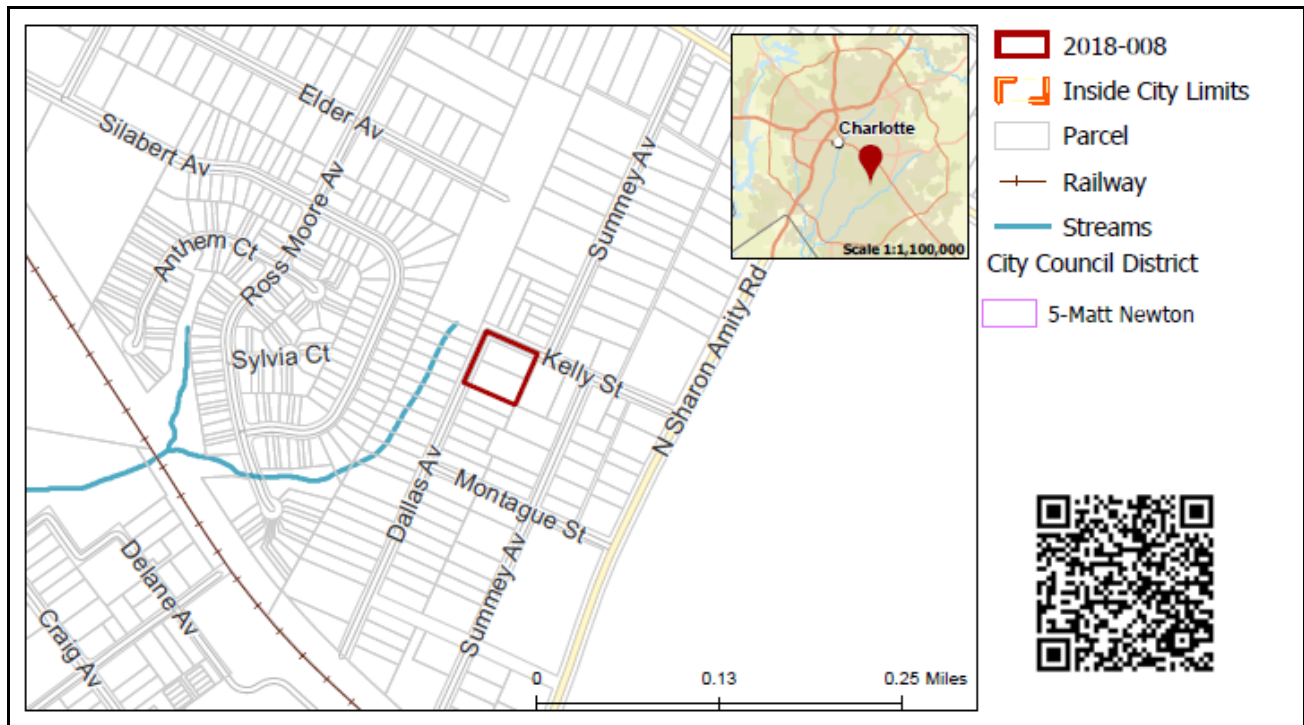 Elder Av
Silabert Av
Ross Moore Av
Anthem Ct
Sylvia Ct
Summey Av
N Sharon Amity Rd
Kelly St
Montague St
Dallas Av
Summey Av
Delane Av
Craig Av
0 0.13 0.25 Miles
Charlotte
Scale 1:1,100,000
2018-008
Inside City Limits
Parcel
Railway
Streams
City Council District
5-Matt Newton